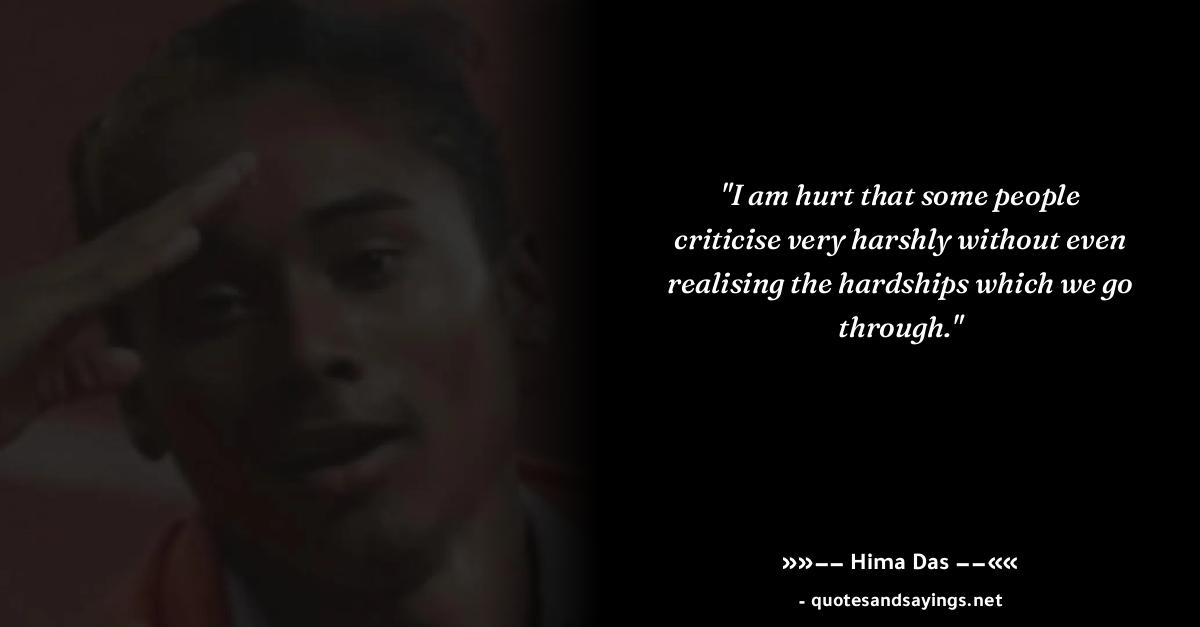 "I am hurt that some people
criticise very harshly without even
realising the hardships which we go
through."
»»-- Hima Das --««
- quotesandsayings.net